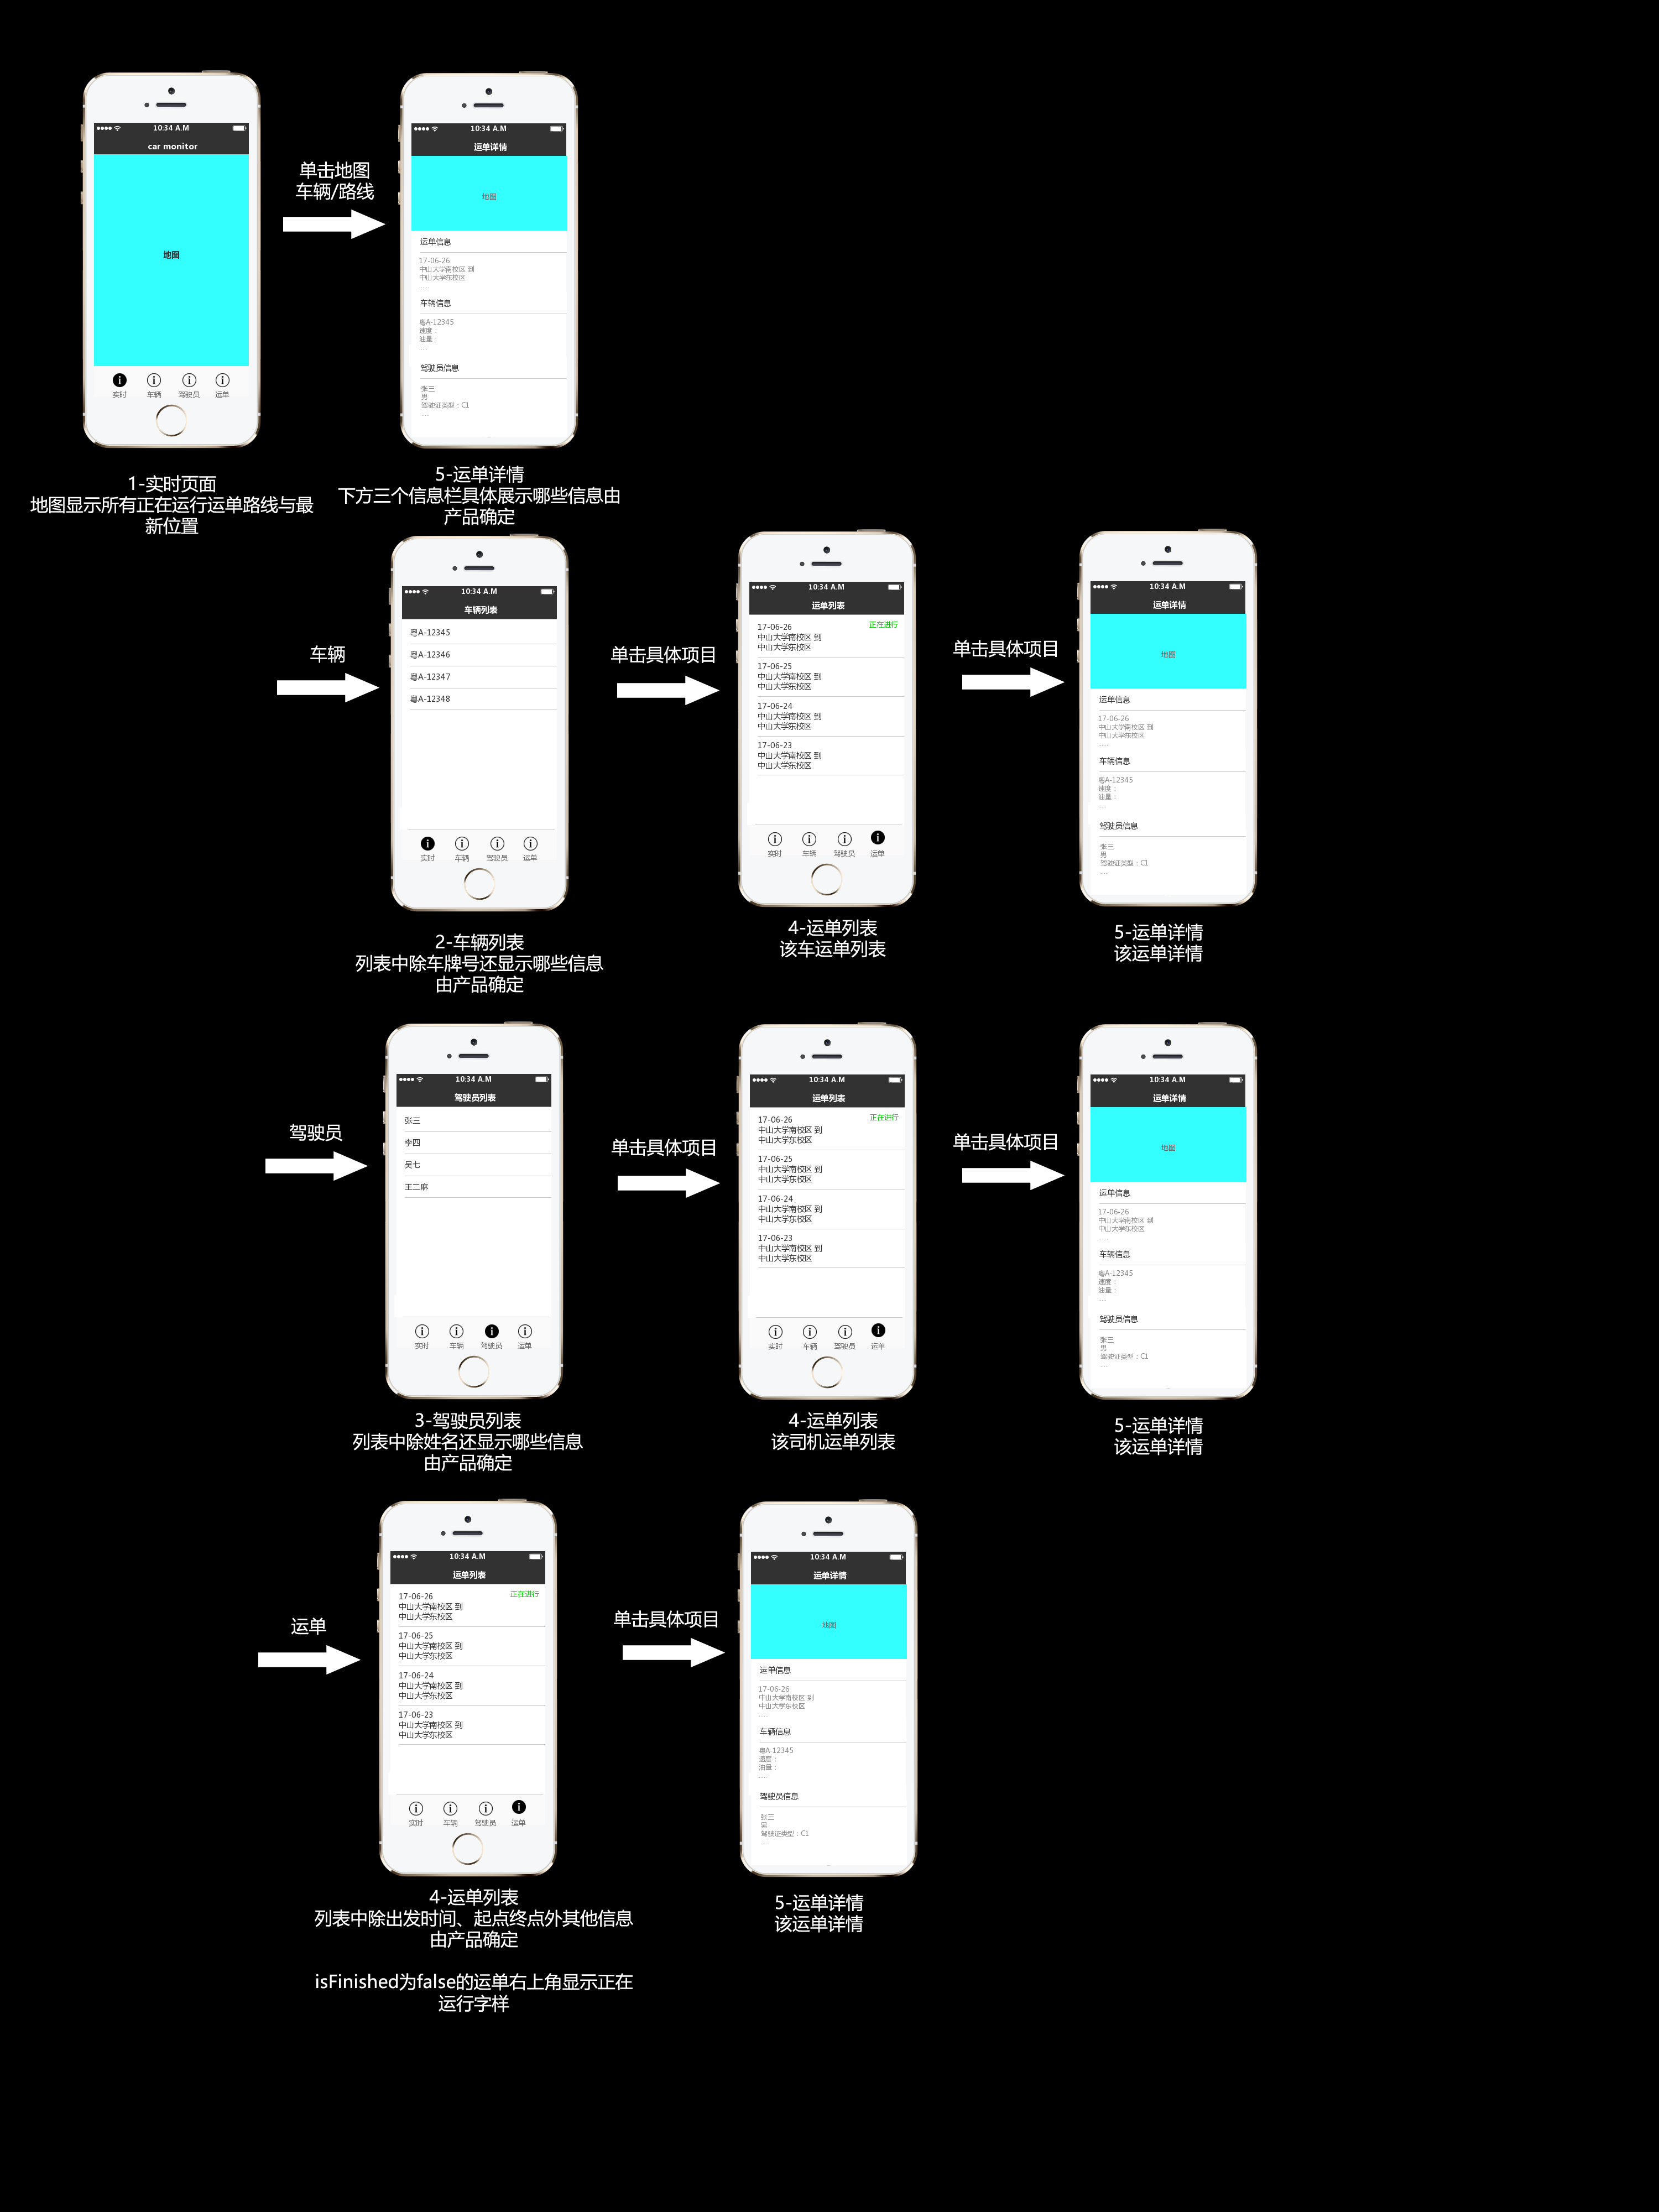 10:34 A.M
car monitor
地图
实时
车辆
驾驶员
运单
1-实时页面
地图显示所有正在运行运单路线与最
新位置
单击地图
车辆/路线
10:34 A.M
运单详情
地图
运单信息
17-06-26
中山大学南校区 到
中山大学东校区
......
车辆信息
粤A-12345
速度：
油量：
......
驾驶员信息
张三
男
驾驶证类型：C1
......
5-运单详情
下方三个信息栏具体展示哪些信息由
产品确定
车辆
10:34 A.M
车辆列表
粤A-12345
粤A-12346
粤A-12347
粤A-12348
实时
车辆
驾驶员
运单
2-车辆列表
列表中除车牌号还显示哪些信息
由产品确定
单击具体项目
10:34 A.M
运单列表
17-06-26
正在进行
中山大学南校区 到
中山大学东校区
17-06-25
中山大学南校区 到
中山大学东校区
17-06-24
中山大学南校区 到
中山大学东校区
17-06-23
中山大学南校区 到
中山大学东校区
实时
车辆
驾驶员
运单
4-运单列表
该车运单列表
单击具体项目
10:34 A.M
运单详情
地图
运单信息
17-06-26
中山大学南校区 到
中山大学东校区
......
车辆信息
粤A-12345
速度：
油量：
......
驾驶员信息
张三
男
驾驶证类型：C1
......
5-运单详情
该运单详情
驾驶员
10:34 A.M
驾驶员列表
张三
李四
吴七
王二麻
实时
车辆
驾驶员
运单
3-驾驶员列表
列表中除姓名还显示哪些信息
由产品确定
单击具体项目
10:34 A.M
运单列表
17-06-26
正在进行
中山大学南校区 到
中山大学东校区
17-06-25
中山大学南校区 到
中山大学东校区
17-06-24
中山大学南校区 到
中山大学东校区
17-06-23
中山大学南校区 到
中山大学东校区
实时
车辆
驾驶员
运单
4-运单列表
该司机运单列表
单击具体项目
10:34 A.M
运单详情
地图
运单信息
17-06-26
中山大学南校区 到
中山大学东校区
......
车辆信息
粤A-12345
速度：
油量：
......
驾驶员信息
张三
男
驾驶证类型：C1
......
5-运单详情
该运单详情
运单
10:34 A.M
运单列表
17-06-26
正在进行
中山大学南校区 到
中山大学东校区
17-06-25
中山大学南校区 到
中山大学东校区
17-06-24
中山大学南校区 到
中山大学东校区
17-06-23
中山大学南校区 到
中山大学东校区
实时
车辆
驾驶员
运单
4-运单列表
列表中除出发时间、起点终点外其他信息
由产品确定
isFinished为false的运单右上角显示正在
运行字样
单击具体项目
10:34 A.M
运单详情
地图
运单信息
17-06-26
中山大学南校区 到
中山大学东校区
......
车辆信息
粤A-12345
速度：
油量：
......
驾驶员信息
张三
男
驾驶证类型：C1
......
5-运单详情
该运单详情